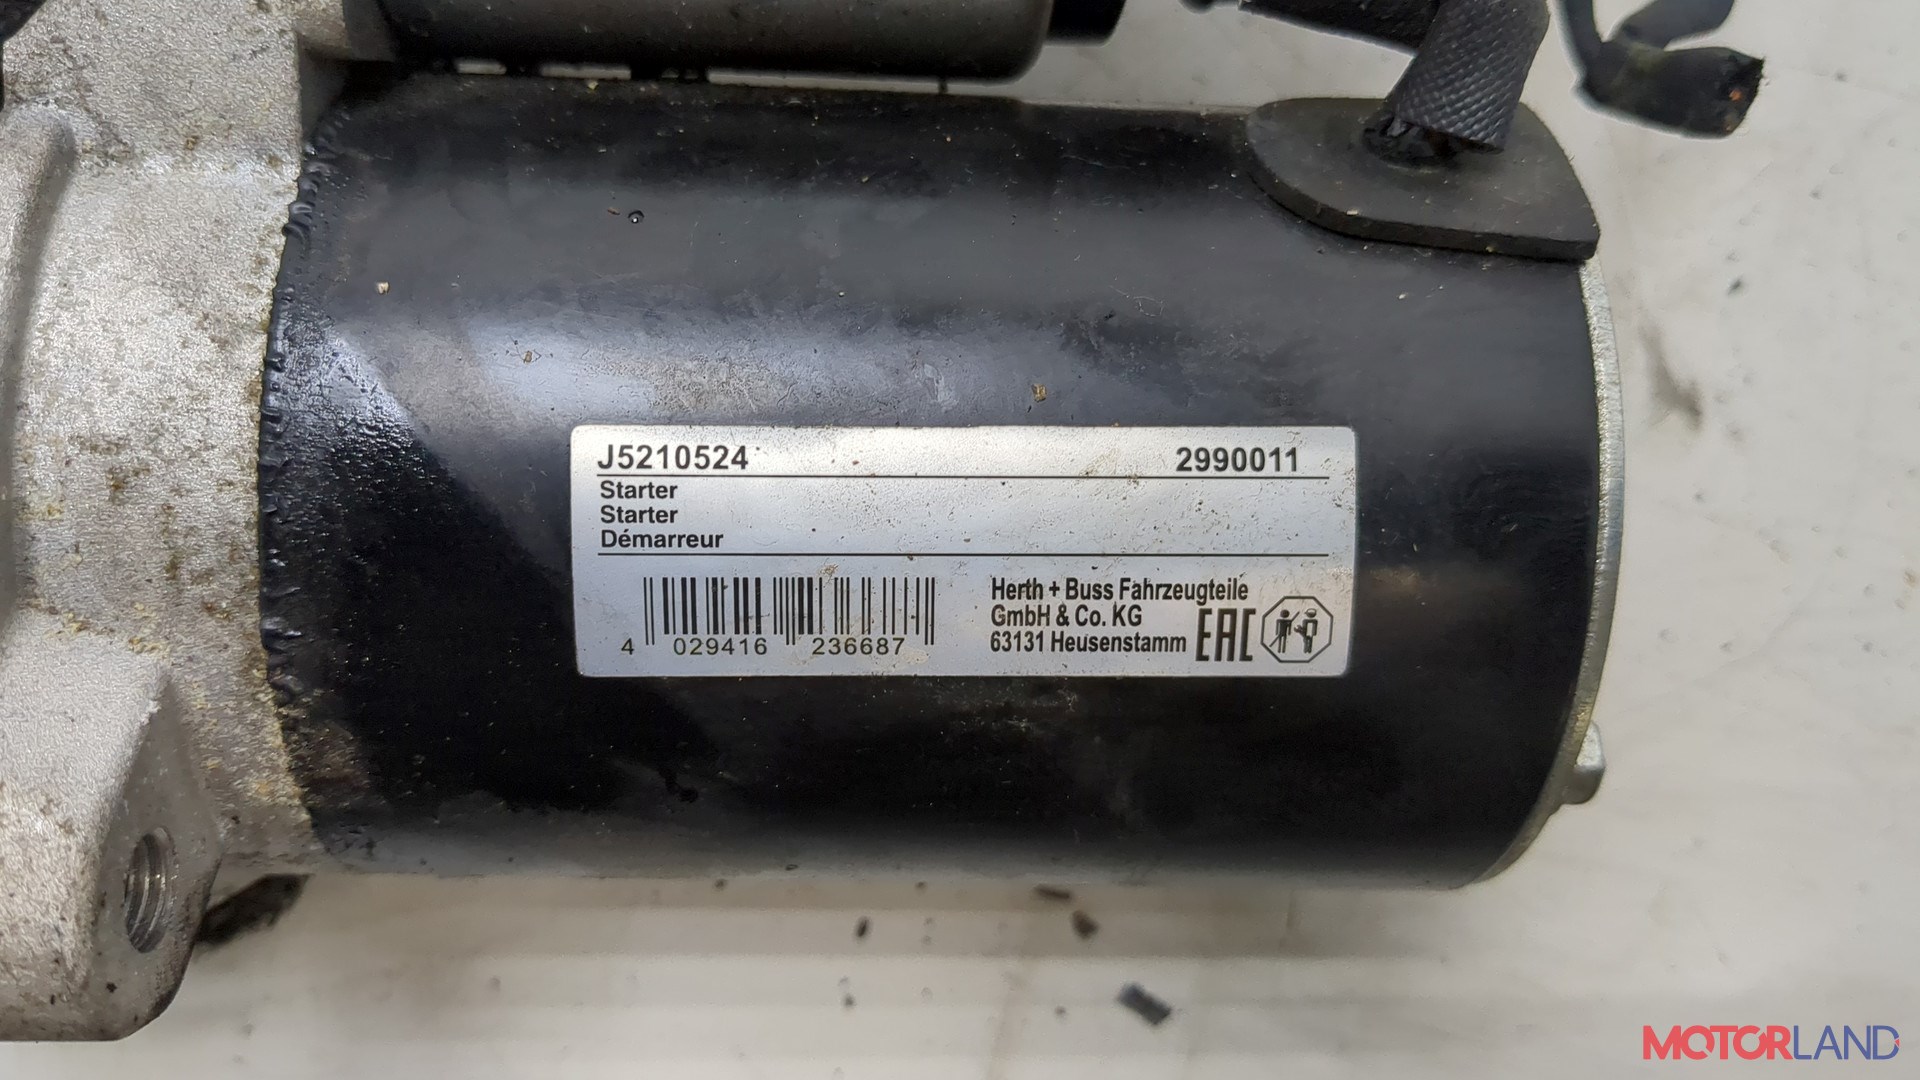 J5210524 2990011
Starter
Starter
Démarreur
Herth + Buss Fahrzeugteile
GmbH & Co. KG
63131 Heusenstamm EAC
4 029416 236687
MOTORLAND